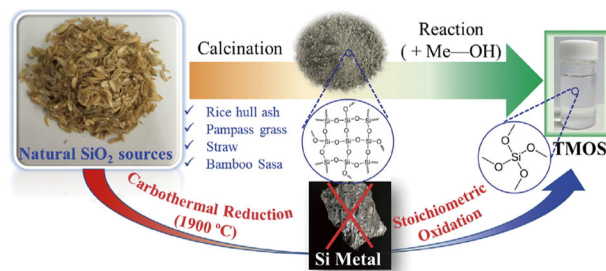 Calcination
Reaction
( + Me—OH)
✓ Rice hull ash
✓ Pampass grass
✓ Straw
✓ Bamboo Sasa
Natural SiO₂ sources
TMOS
Carbothermal Reduction
(1900 ºC)
Si Metal
Stoichiometric
Oxidation